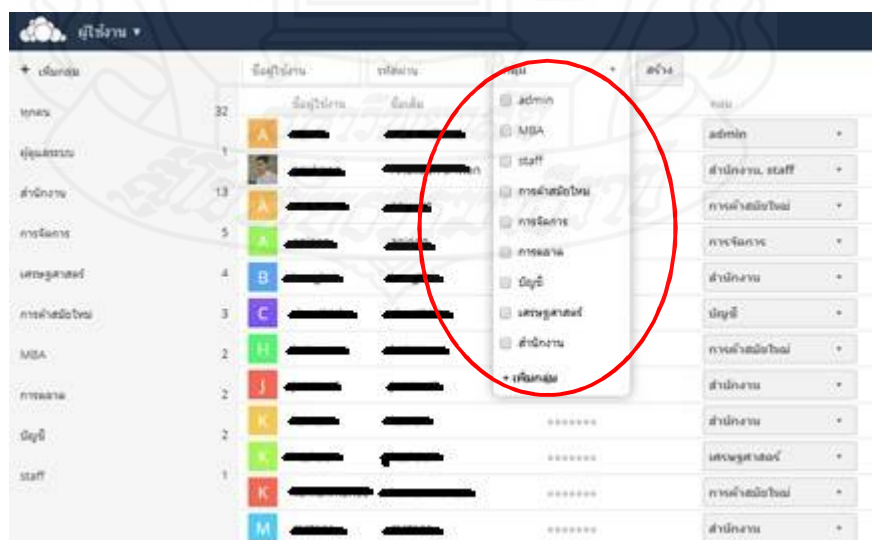 ผู้ใช้งาน
+ เพิ่มกลุ่ม
ทุกคน 32
ผู้ดูแลระบบ 1
สำนักงาน 13
การจัดการ 5
เศรษฐศาสตร์ 4
การค้าสมัยใหม่ 3
MBA 2
การตลาด 2
บัญชี 2
staff 1
ชื่อผู้ใช้งาน รหัสผ่าน กลุ่ม สร้าง
ชื่อผู้ใช้งาน ชื่อเต็ม กลุ่ม
admin
MBA
staff
การค้าสมัยใหม่
การจัดการ
การตลาด
บัญชี
เศรษฐศาสตร์
สำนักงาน
+ เพิ่มกลุ่ม
A admin
สำนักงาน, staff
A การค้าสมัยใหม่
A การจัดการ
B สำนักงาน
C บัญชี
H การค้าสมัยใหม่
J สำนักงาน
K สำนักงาน
K เศรษฐศาสตร์
K การค้าสมัยใหม่
M สำนักงาน